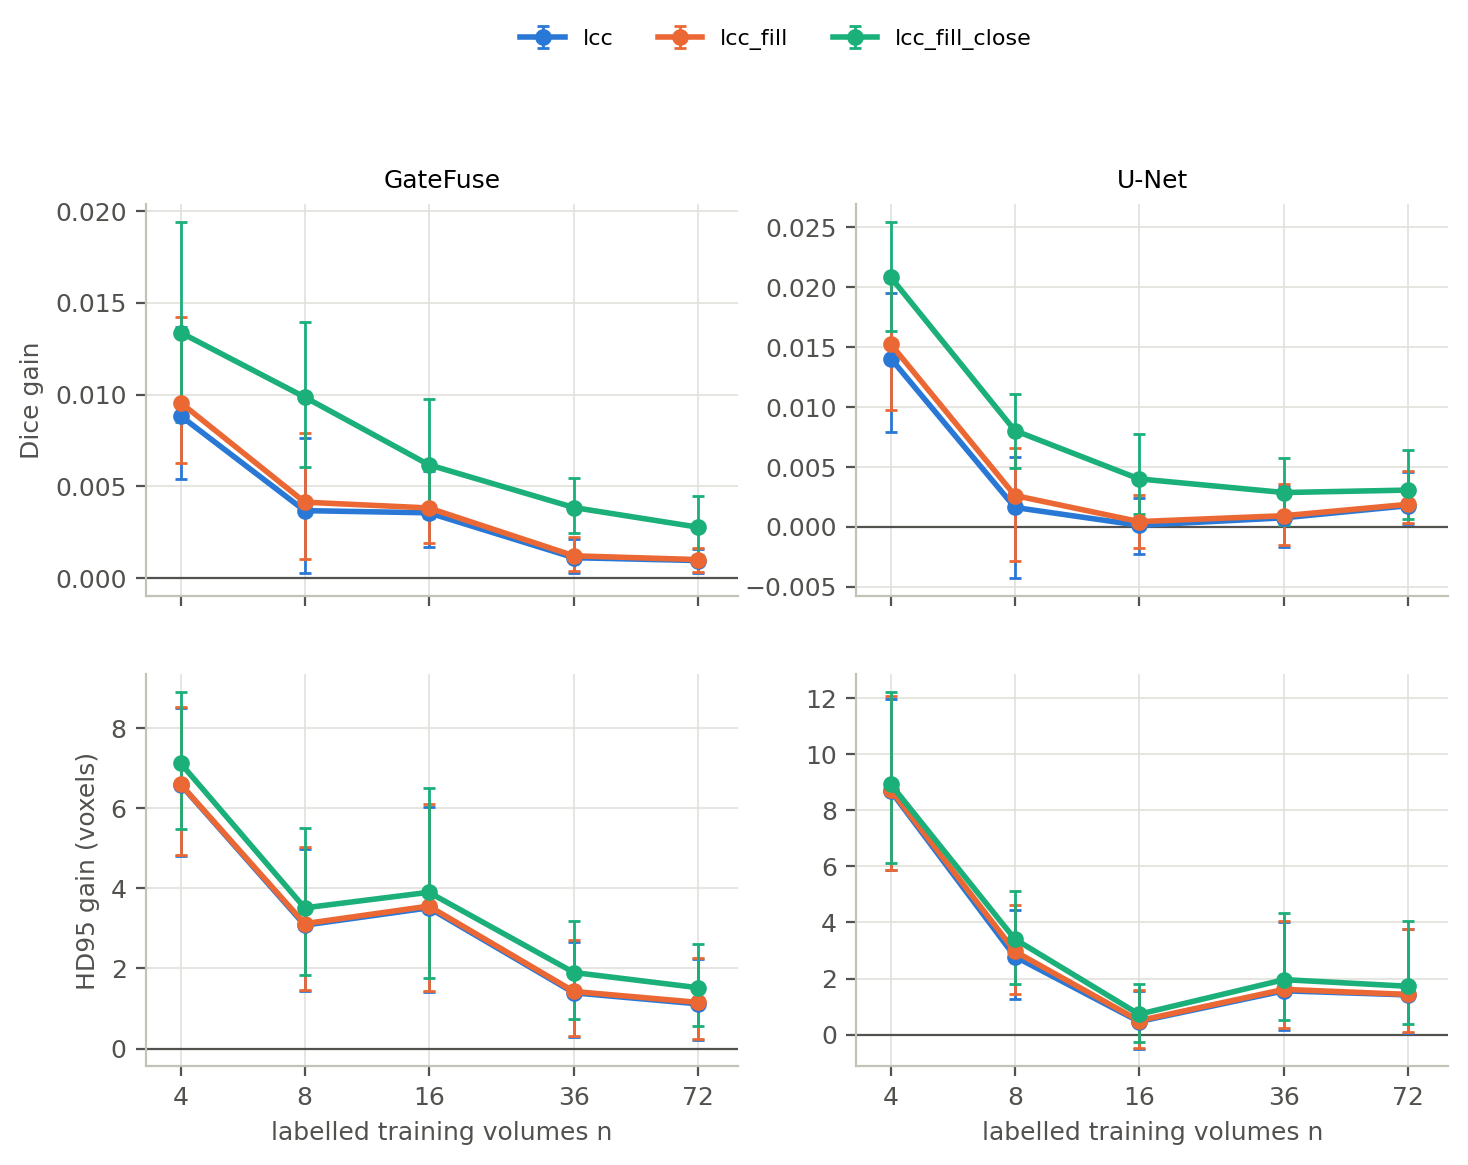 lcc lcc_fill lcc_fill_close
GateFuse
U-Net
Dice gain
0.020
0.015
0.010
0.005
0.000
0.025
0.020
0.015
0.010
0.005
0.000
−0.005
HD95 gain (voxels)
8
6
4
2
0
12
10
8
6
4
2
0
4 8 16 36 72
4 8 16 36 72
labelled training volumes n
labelled training volumes n